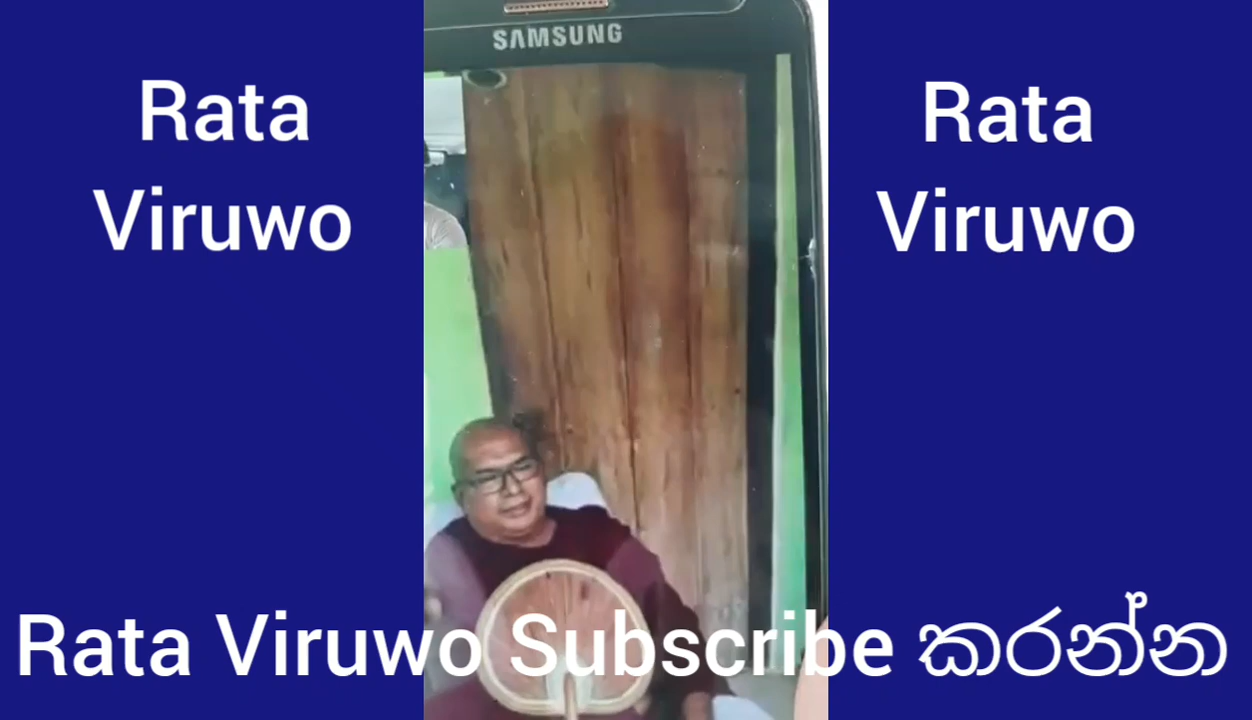 SAMSUNG
Rata
Viruwo
Rata
Viruwo
Rata Viruwo Subscribe කරන්න